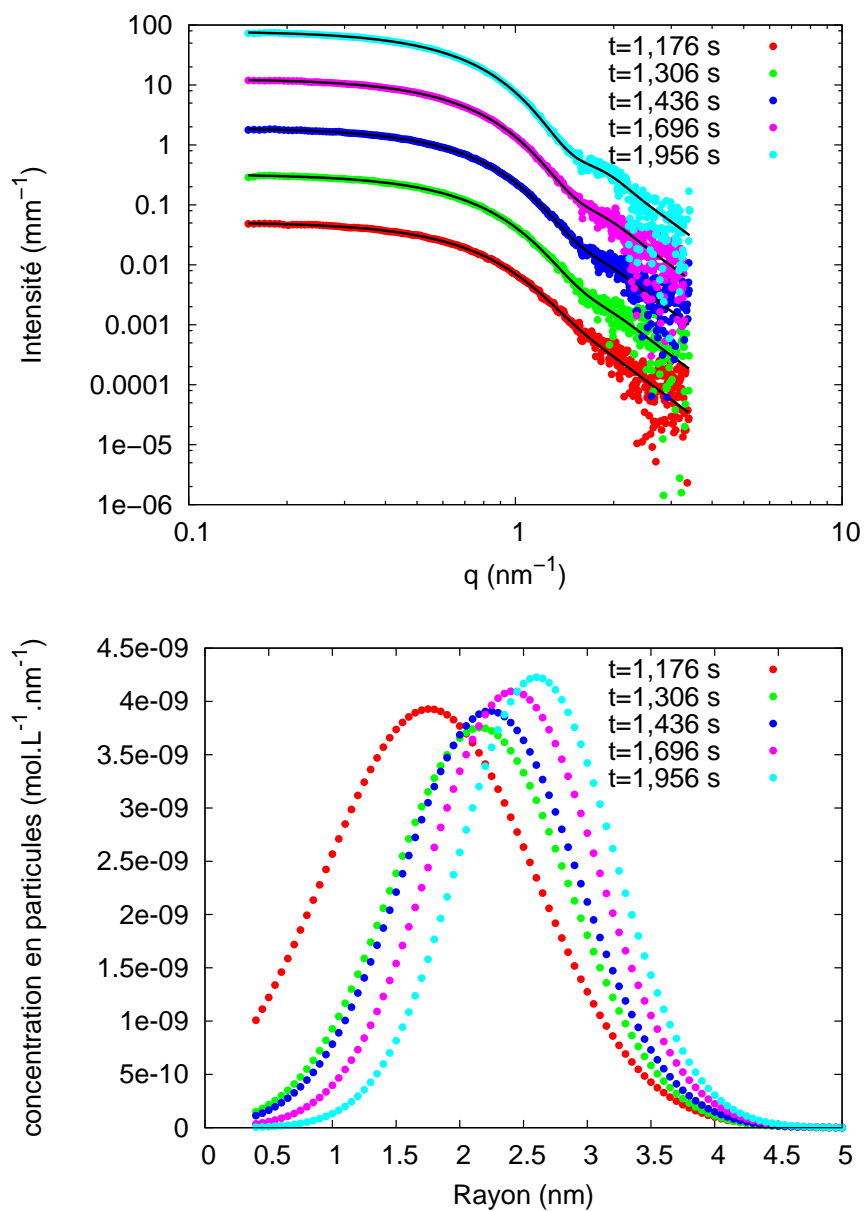 100
10
1
0.1
0.01
0.001
0.0001
1e−05
1e−06
0.1
1
10
Intensité (mm⁻¹)
q (nm⁻¹)
t=1,176 s
t=1,306 s
t=1,436 s
t=1,696 s
t=1,956 s
4.5e-09
4e-09
3.5e-09
3e-09
2.5e-09
2e-09
1.5e-09
1e-09
5e-10
0
0
0.5
1
1.5
2
2.5
3
3.5
4
4.5
5
concentration en particules (mol.L⁻¹.nm⁻¹)
Rayon (nm)
t=1,176 s
t=1,306 s
t=1,436 s
t=1,696 s
t=1,956 s